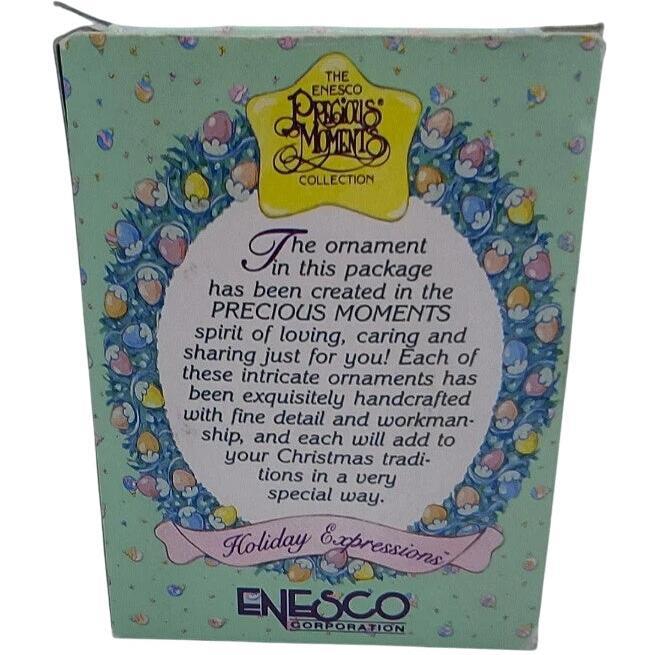 THE
ENESCO
PRECIOUS®
MOMENTS
COLLECTION
The ornament
in this package
has been created in the
PRECIOUS MOMENTS
spirit of loving, caring and
sharing just for you! Each of
these intricate ornaments has
been exquisitely handcrafted
with fine detail and workman-
ship, and each will add to
your Christmas tradi-
tions in a very
special way.
Holiday Expressions™
ENESCO
CORPORATION